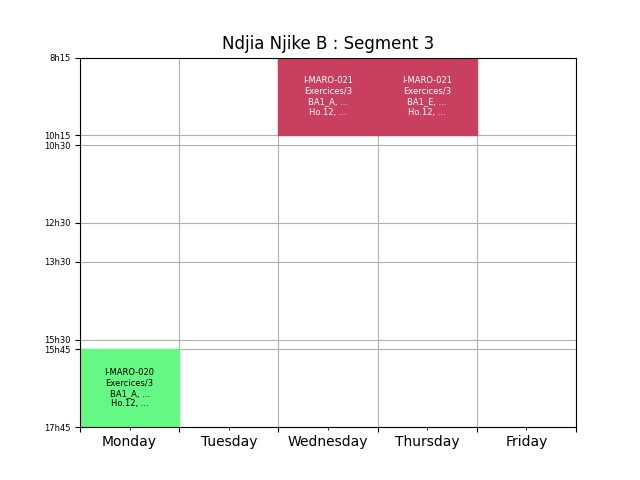 Ndjia Njike B : Segment 3
8h15
I-MARO-021
Exercices/3
BA1_A, ...
Ho.12, ...
I-MARO-021
Exercices/3
BA1_E, ...
Ho.12, ...
10h15
10h30
12h30
13h30
15h30
15h45
I-MARO-020
Exercices/3
BA1_A, ...
Ho.12, ...
17h45
Monday
Tuesday
Wednesday
Thursday
Friday